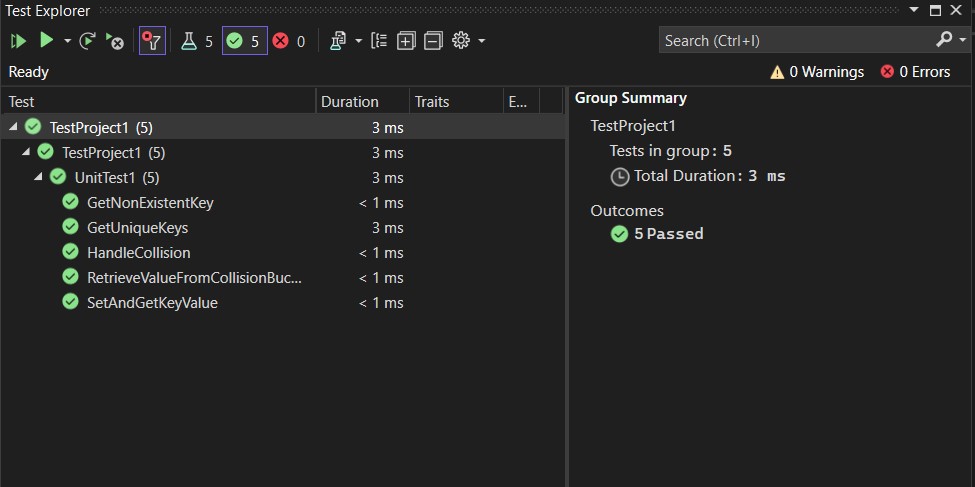 Test Explorer
5 5 0
Search (Ctrl+I)
Ready
0 Warnings 0 Errors
Test Duration Traits E...
TestProject1 (5) 3 ms
TestProject1 (5) 3 ms
UnitTest1 (5) 3 ms
GetNonExistentKey < 1 ms
GetUniqueKeys 3 ms
HandleCollision < 1 ms
RetrieveValueFromCollisionBuc... < 1 ms
SetAndGetKeyValue < 1 ms
Group Summary
TestProject1
Tests in group: 5
Total Duration: 3 ms
Outcomes
5 Passed